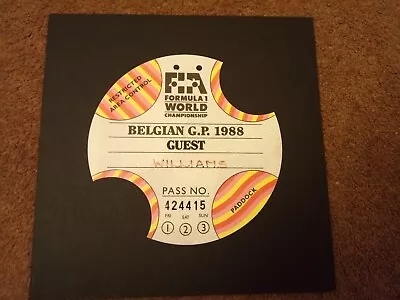 RESTRICTED
AREA CONTROL
FIA
FORMULA 1
WORLD
CHAMPIONSHIP
BELGIAN G.P. 1988
GUEST
WILLIAMS
PASS NO.
424415
FRI SAT SUN
1 2 3
PADDOCK